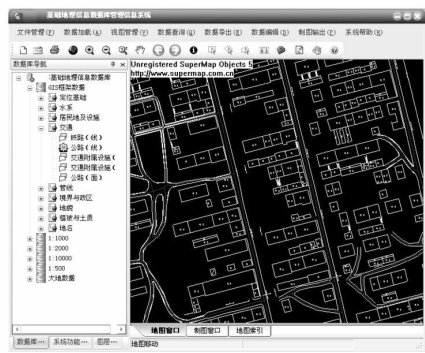 基础地理信息数据库管理信息系统
文件管理(F) 数据加载(A) 视图管理(V) 数据查询(Q) 数据导出(E) 数据编辑(D) 制图输出(P) 系统帮助(H)
数据库导航
Unregistered SuperMap Objects 5
http://www.supermap.com.cn
:基础地理信息数据库
GIS框架数据
定位基础
水系
居民地及设施
交通
铁路(线)
公路(线)
交通附属设施(
交通附属设施(
公路(面)
管线
境界与政区
地貌
植被与土质
地名
1:1000
1:2000
1:10000
1:500
大地数据
地图窗口 制图窗口 地图索引
数据库… 系统功能… 图层…
地图移动